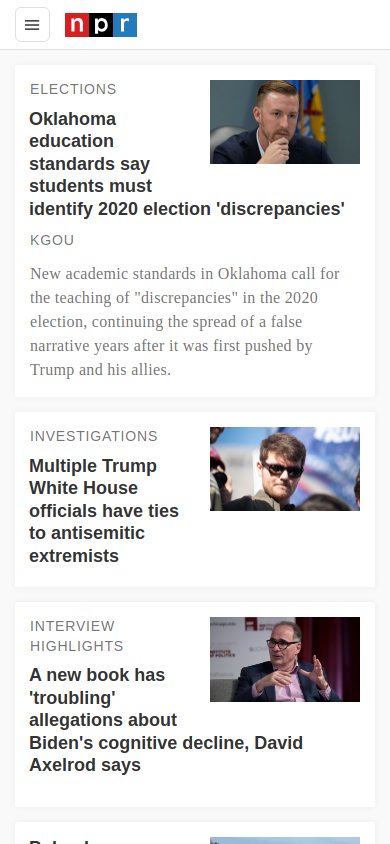 npr
ELECTIONS
Oklahoma
education
standards say
students must
identify 2020 election 'discrepancies'
KGOU
New academic standards in Oklahoma call for
the teaching of "discrepancies" in the 2020
election, continuing the spread of a false
narrative years after it was first pushed by
Trump and his allies.
INVESTIGATIONS
Multiple Trump
White House
officials have ties
to antisemitic
extremists
INTERVIEW
HIGHLIGHTS
A new book has
'troubling'
allegations about
Biden's cognitive decline, David
Axelrod says